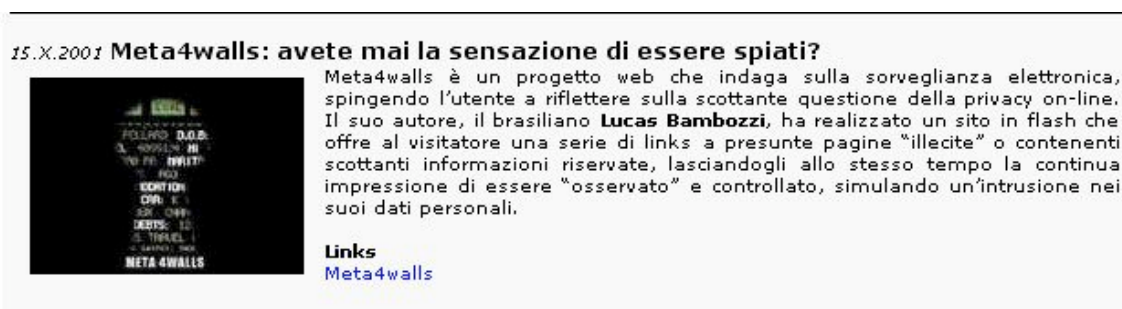 15.X.2001 Meta4walls: avete mai la sensazione di essere spiati?
Meta4walls è un progetto web che indaga sulla sorveglianza elettronica,
spingendo l'utente a riflettere sulla scottante questione della privacy on-line.
Il suo autore, il brasiliano Lucas Bambozzi, ha realizzato un sito in flash che
offre al visitatore una serie di links a presunte pagine “illecite” o contenenti
scottanti informazioni riservate, lasciandogli allo stesso tempo la continua
impressione di essere “osservato” e controllato, simulando un'intrusione nei
suoi dati personali.
POLLARD D.O.B:
LOCATION
CAR:
DEBTS:
META 4WALLS
Links
Meta4walls